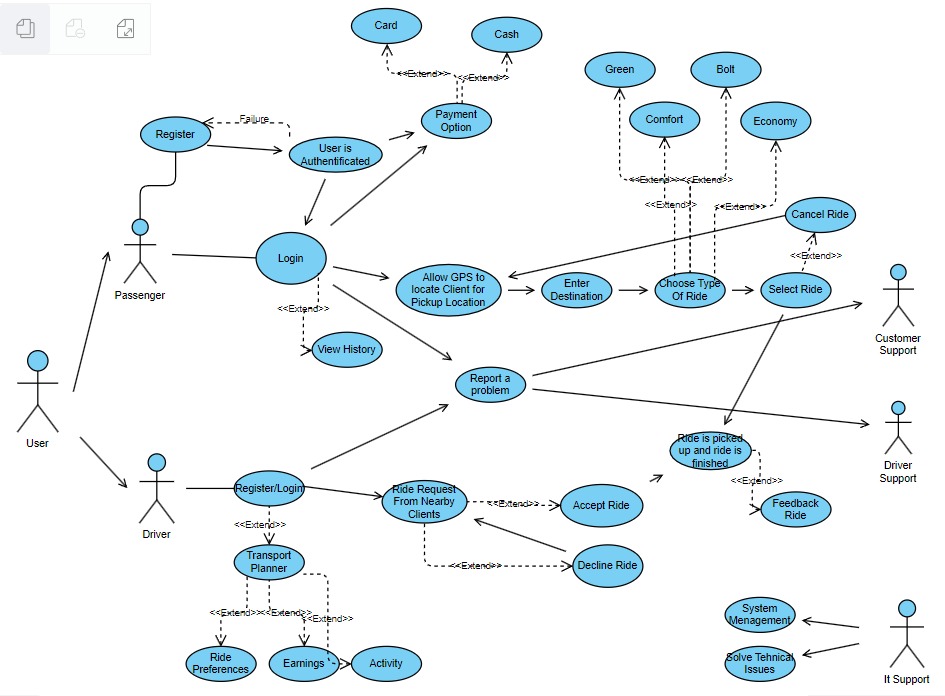 Card
Cash
<<Extend>>
<<Extend>>
Green
Bolt
Comfort
Economy
Payment
Option
Failure
Register
User is
Authentificated
<<Extend>>
<<Extend>>
<<Extend>>
<<Extend>>
Cancel Ride
<<Extend>>
Login
Allow GPS to
locate Client for
Pickup Location
Enter
Destination
Choose Type
Of Ride
Select Ride
Passenger
<<Extend>>
View History
Customer
Support
Report a
problem
User
Driver
Support
Ride is picked
up and ride is
finished
<<Extend>>
Feedback
Ride
Register/Login
Ride Request
From Nearby
Clients
<<Extend>>
Accept Ride
Driver
<<Extend>>
Transport
Planner
<<Extend>>
Decline Ride
<<Extend>>
<<Extend>>
<<Extend>>
Ride
Preferences
Earnings
Activity
System
Menagement
Solve Tehnical
Issues
It Support